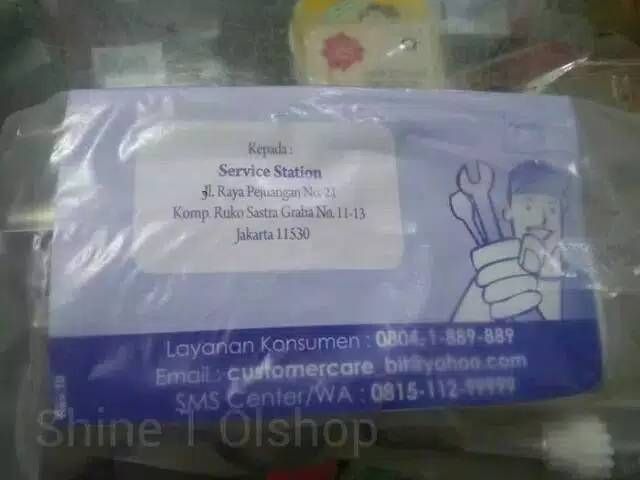 Kepada :
Service Station
Jl. Raya Pejuangan No. 21
Komp. Ruko Sastra Graha No. 11-13
Jakarta 11530
Layanan Konsumen : 0804-1-889-889
Email : customercare_bit@yahoo.com
SMS Center/WA : 0815-112-99999
Shine 1 Olshop